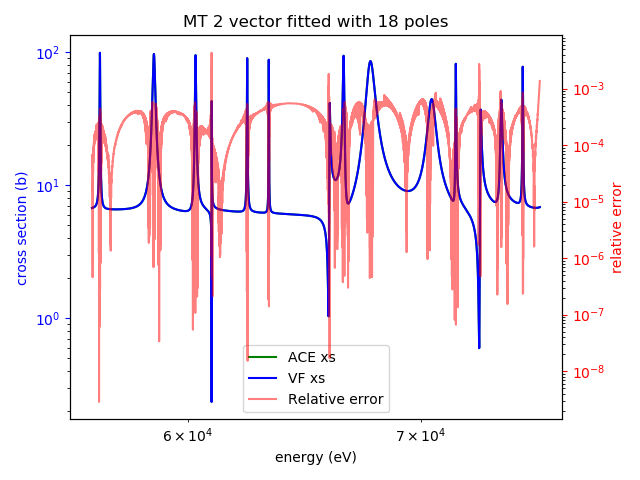 MT 2 vector fitted with 18 poles
cross section (b)
10²
10¹
10⁰
10⁻³
10⁻⁴
10⁻⁵
10⁻⁶
10⁻⁷
10⁻⁸
relative error
ACE xs
VF xs
Relative error
6 × 10⁴
7 × 10⁴
energy (eV)